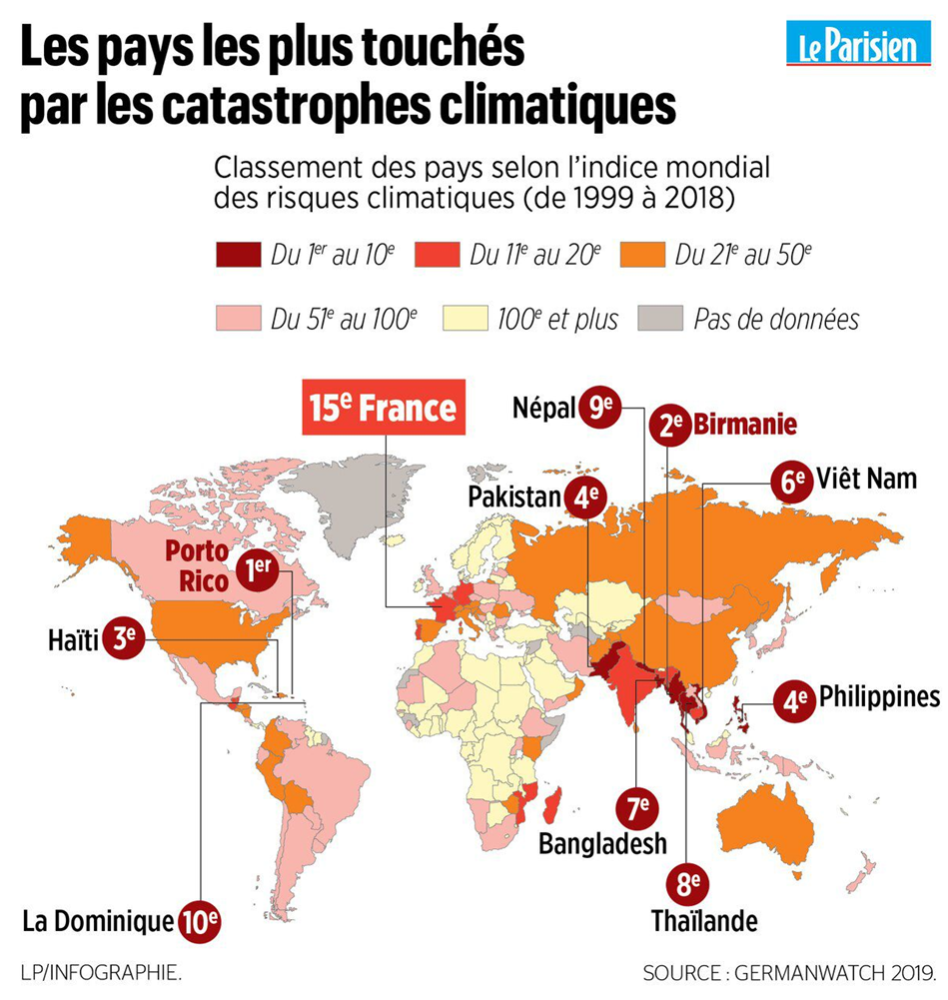 Les pays les plus touchés
par les catastrophes climatiques
Le Parisien
Classement des pays selon l'indice mondial
des risques climatiques (de 1999 à 2018)
Du 1er au 10e
Du 11e au 20e
Du 21e au 50e
Du 51e au 100e
100e et plus
Pas de données
15e France
Népal 9e
2e Birmanie
Pakistan 4e
6e Viêt Nam
Porto
Rico 1er
Haïti 3e
4e Philippines
7e
Bangladesh
8e
Thaïlande
La Dominique 10e
LP/INFOGRAPHIE.
SOURCE : GERMANWATCH 2019.